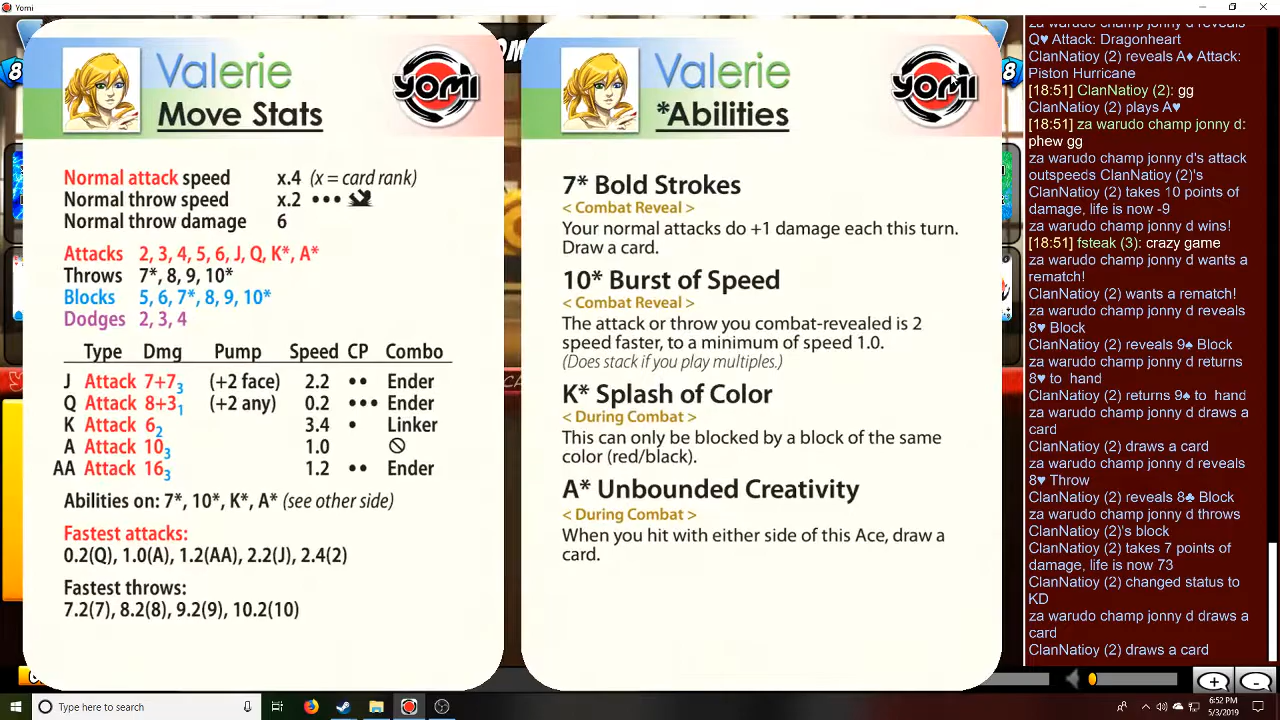 Yomi
Valerie
Move Stats
YOMI
Normal attack speed x.4 (x = card rank)
Normal throw speed x.2 •••
Normal throw damage 6
Attacks 2, 3, 4, 5, 6, J, Q, K*, A*
Throws 7*, 8, 9, 10*
Blocks 5, 6, 7*, 8, 9, 10*
Dodges 2, 3, 4
Type Dmg Pump Speed CP Combo
J Attack 7+7₃ (+2 face) 2.2 •• Ender
Q Attack 8+3₁ (+2 any) 0.2 ••• Ender
K Attack 6₂ 3.4 • Linker
A Attack 10₃ 1.0
AA Attack 16₃ 1.2 •• Ender
Abilities on: 7*, 10*, K*, A* (see other side)
Fastest attacks:
0.2(Q), 1.0(A), 1.2(AA), 2.2(J), 2.4(2)
Fastest throws:
7.2(7), 8.2(8), 9.2(9), 10.2(10)
Valerie
*Abilities
YOMI
7* Bold Strokes
< Combat Reveal >
Your normal attacks do +1 damage each this turn.
Draw a card.
10* Burst of Speed
< Combat Reveal >
The attack or throw you combat-revealed is 2
speed faster, to a minimum of speed 1.0.
(Does stack if you play multiples.)
K* Splash of Color
< During Combat >
This can only be blocked by a block of the same
color (red/black).
A* Unbounded Creativity
< During Combat >
When you hit with either side of this Ace, draw a
card.
za warudo champ jonny d reveals
Q♥ Attack: Dragonheart
ClanNatioy (2) reveals A♦ Attack:
Piston Hurricane
[18:51] ClanNatioy (2): gg
ClanNatioy (2) plays A♥
[18:51] za warudo champ jonny d:
phew gg
za warudo champ jonny d's attack
outspeeds ClanNatioy (2)'s
ClanNatioy (2) takes 10 points of
damage, life is now -9
za warudo champ jonny d wins!
[18:51] fsteak (3): crazy game
za warudo champ jonny d wants a
rematch!
ClanNatioy (2) wants a rematch!
za warudo champ jonny d reveals
8♥ Block
ClanNatioy (2) reveals 9♠ Block
za warudo champ jonny d returns
8♥ to hand
ClanNatioy (2) returns 9♠ to hand
za warudo champ jonny d draws a
card
ClanNatioy (2) draws a card
za warudo champ jonny d reveals
8♥ Throw
ClanNatioy (2) reveals 8♣ Block
za warudo champ jonny d throws
ClanNatioy (2)'s block
ClanNatioy (2) takes 7 points of
damage, life is now 73
ClanNatioy (2) changed status to
KD
za warudo champ jonny d draws a
card
ClanNatioy (2) draws a card
Type here to search
6:52 PM
5/3/2019